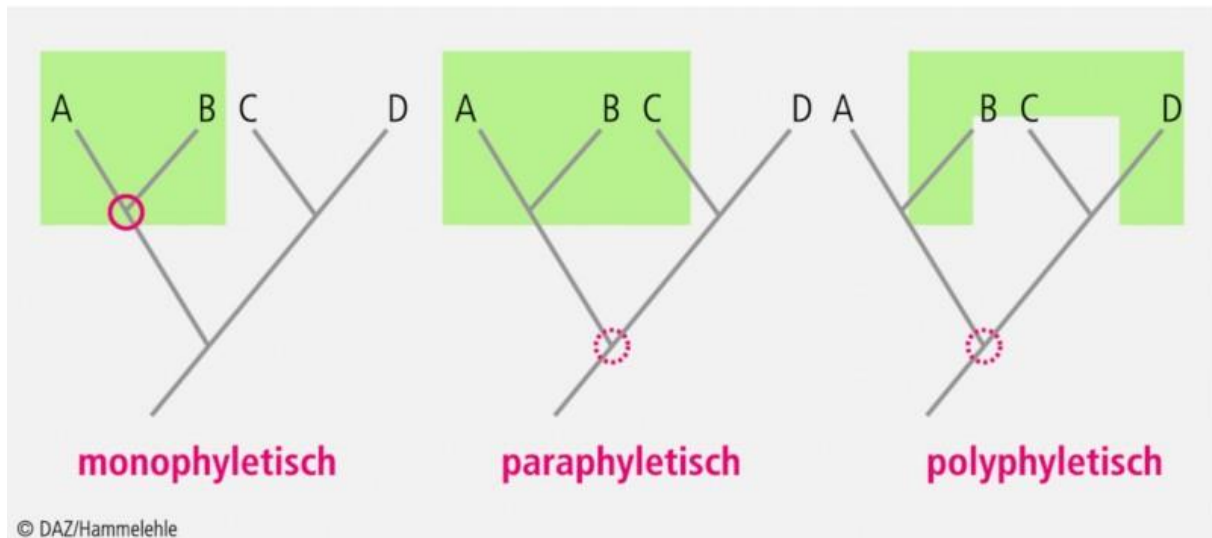 A B C D A B C D A B C D
monophyletisch paraphyletisch polyphyletisch
© DAZ/Hammelehle